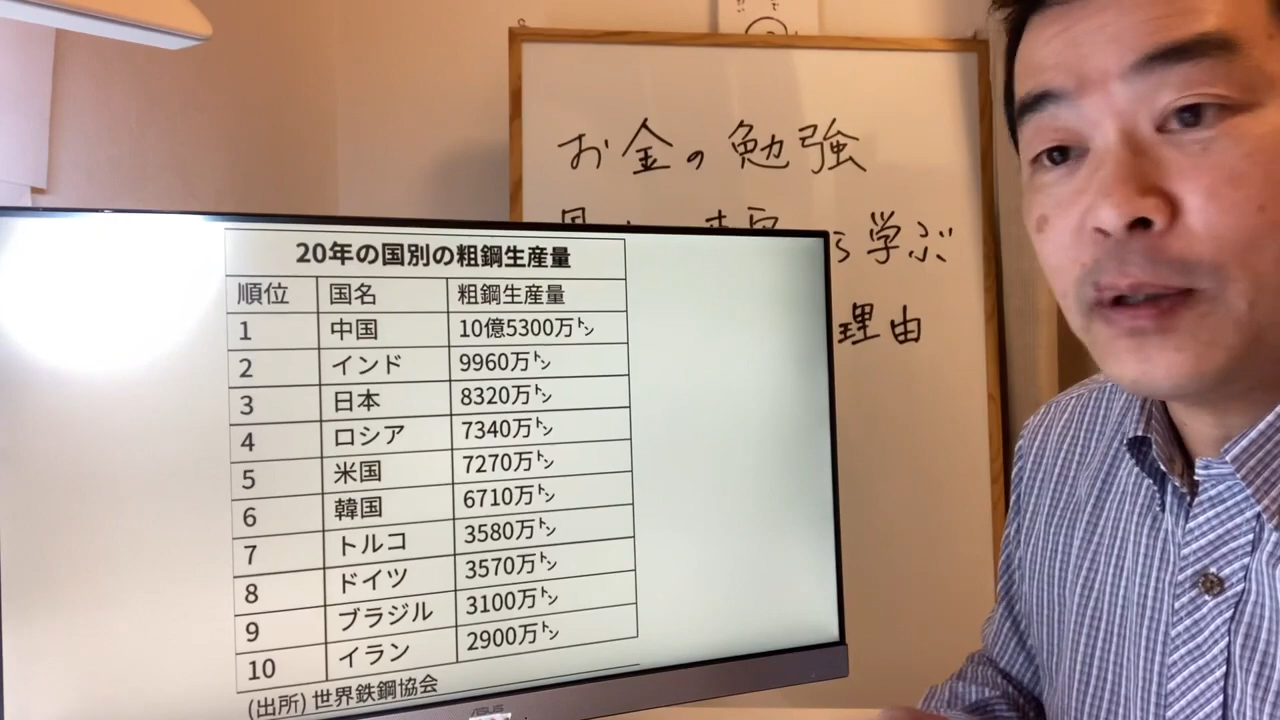 お金の勉強
ら学ぶ
理由
20年の国別の粗鋼生産量
順位 国名 粗鋼生産量
1 中国 10億5300万㌧
2 インド 9960万㌧
3 日本 8320万㌧
4 ロシア 7340万㌧
5 米国 7270万㌧
6 韓国 6710万㌧
7 トルコ 3580万㌧
8 ドイツ 3570万㌧
9 ブラジル 3100万㌧
10 イラン 2900万㌧
(出所) 世界鉄鋼協会
ASUS